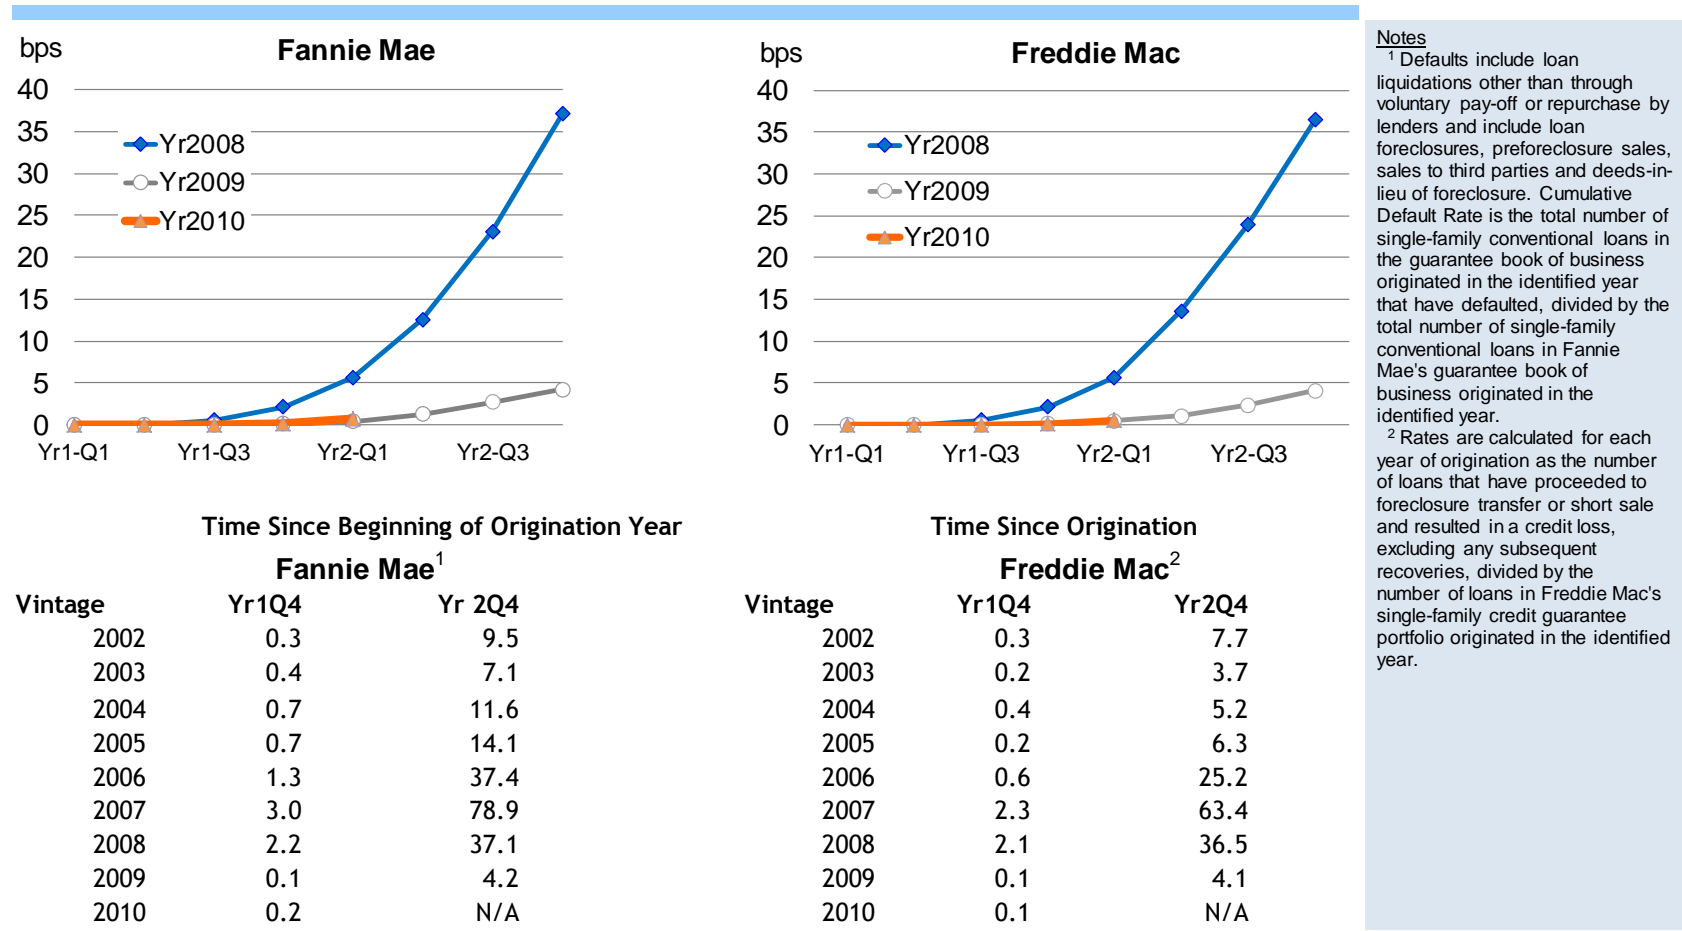 bps
Fannie Mae
40
35
30
25
20
15
10
5
0
Yr2008
Yr2009
Yr2010
Yr1-Q1 Yr1-Q3 Yr2-Q1 Yr2-Q3
bps
Freddie Mac
40
35
30
25
20
15
10
5
0
Yr2008
Yr2009
Yr2010
Yr1-Q1 Yr1-Q3 Yr2-Q1 Yr2-Q3
Time Since Beginning of Origination Year
Fannie Mae1
Vintage Yr1Q4 Yr 2Q4
2002 0.3 9.5
2003 0.4 7.1
2004 0.7 11.6
2005 0.7 14.1
2006 1.3 37.4
2007 3.0 78.9
2008 2.2 37.1
2009 0.1 4.2
2010 0.2 N/A
Time Since Origination
Freddie Mac2
Vintage Yr1Q4 Yr2Q4
2002 0.3 7.7
2003 0.2 3.7
2004 0.4 5.2
2005 0.2 6.3
2006 0.6 25.2
2007 2.3 63.4
2008 2.1 36.5
2009 0.1 4.1
2010 0.1 N/A
Notes
1 Defaults include loan
liquidations other than through
voluntary pay-off or repurchase by
lenders and include loan
foreclosures, preforeclosure sales,
sales to third parties and deeds-in-
lieu of foreclosure. Cumulative
Default Rate is the total number of
single-family conventional loans in
the guarantee book of business
originated in the identified year
that have defaulted, divided by the
total number of single-family
conventional loans in Fannie
Mae's guarantee book of
business originated in the
identified year.
2 Rates are calculated for each
year of origination as the number
of loans that have proceeded to
foreclosure transfer or short sale
and resulted in a credit loss,
excluding any subsequent
recoveries, divided by the
number of loans in Freddie Mac's
single-family credit guarantee
portfolio originated in the identified
year.